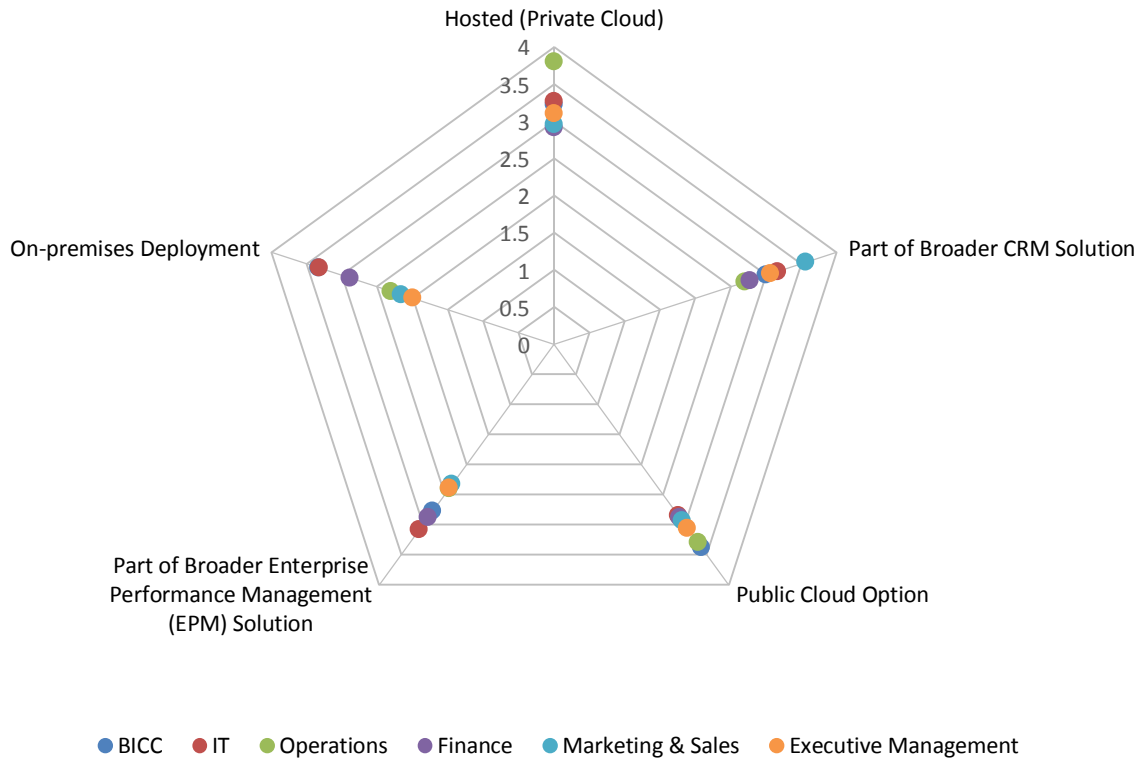 Hosted (Private Cloud)
4
3.5
3
2.5
2
1.5
1
0.5
0
On-premises Deployment
Part of Broader CRM Solution
Part of Broader Enterprise
Performance Management
(EPM) Solution
Public Cloud Option
BICC IT Operations Finance Marketing & Sales Executive Management